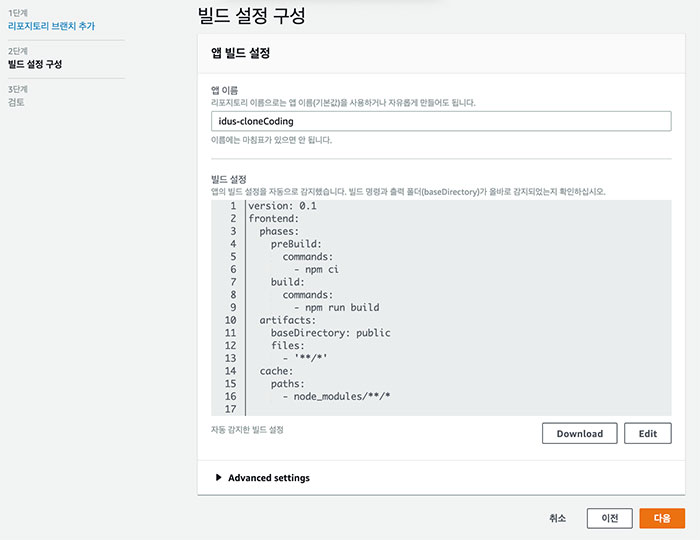 1단계
리포지토리 브랜치 추가
2단계
빌드 설정 구성
3단계
검토
빌드 설정 구성
앱 빌드 설정
앱 이름
리포지토리 이름으로는 앱 이름(기본값)을 사용하거나 자유롭게 만들어도 됩니다.
idus-cloneCoding
이름에는 마침표가 있으면 안 됩니다.
빌드 설정
앱의 빌드 설정을 자동으로 감지했습니다. 빌드 명령과 출력 폴더(baseDirectory)가 올바로 감지되었는지 확인하십시오.
1 version: 0.1
2 frontend:
3 phases:
4 preBuild:
5 commands:
6 - npm ci
7 build:
8 commands:
9 - npm run build
10 artifacts:
11 baseDirectory: public
12 files:
13 - '**/*'
14 cache:
15 paths:
16 - node_modules/**/*
17
자동 감지한 빌드 설정
Download Edit
▶ Advanced settings
취소 이전 다음